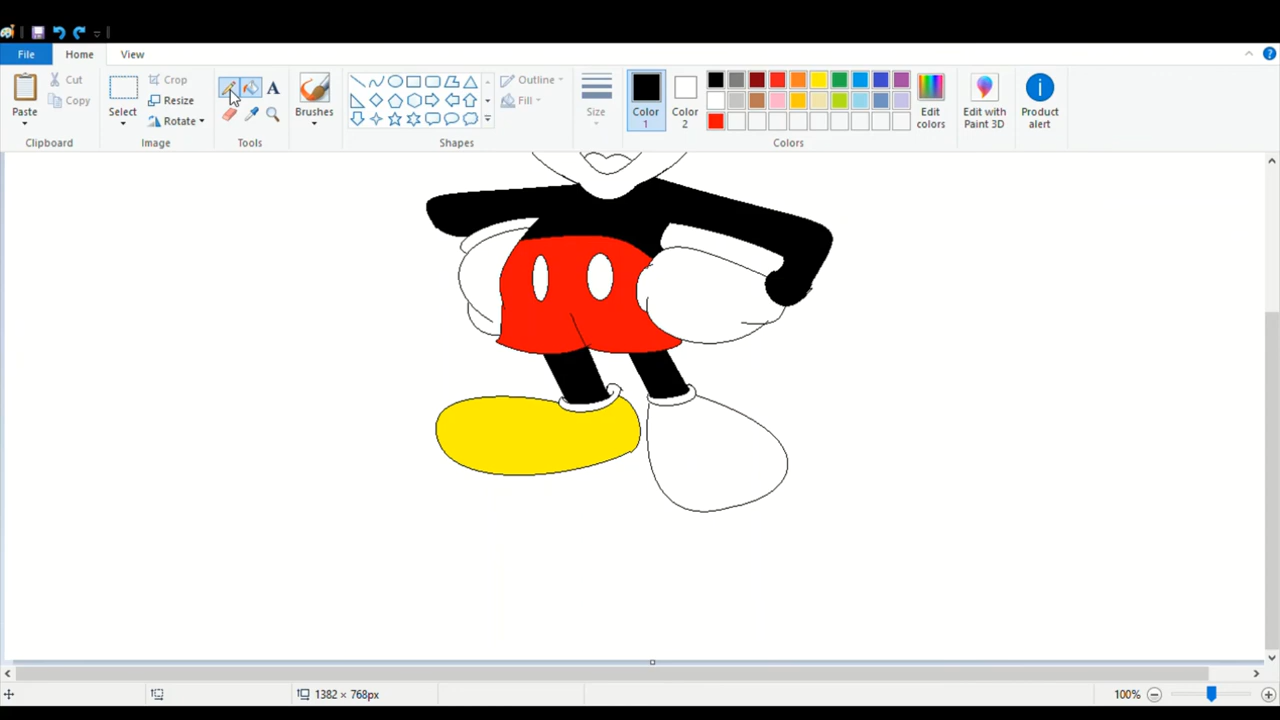 File Home View
Paste
Cut
Copy
Clipboard
Select
Crop
Resize
Rotate
Image
A
Tools
Brushes
Outline
Fill
Shapes
Size
Color
1
Color
2
Edit
colors
Colors
Edit with
Paint 3D
Product
alert
1382 × 768px
100%